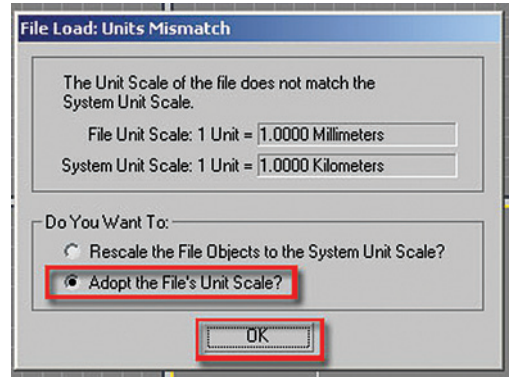 File Load: Units Mismatch
The Unit Scale of the file does not match the
System Unit Scale.
File Unit Scale: 1 Unit = 1.0000 Millimeters
System Unit Scale: 1 Unit = 1.0000 Kilometers
Do You Want To:
Rescale the File Objects to the System Unit Scale?
Adopt the File's Unit Scale?
OK